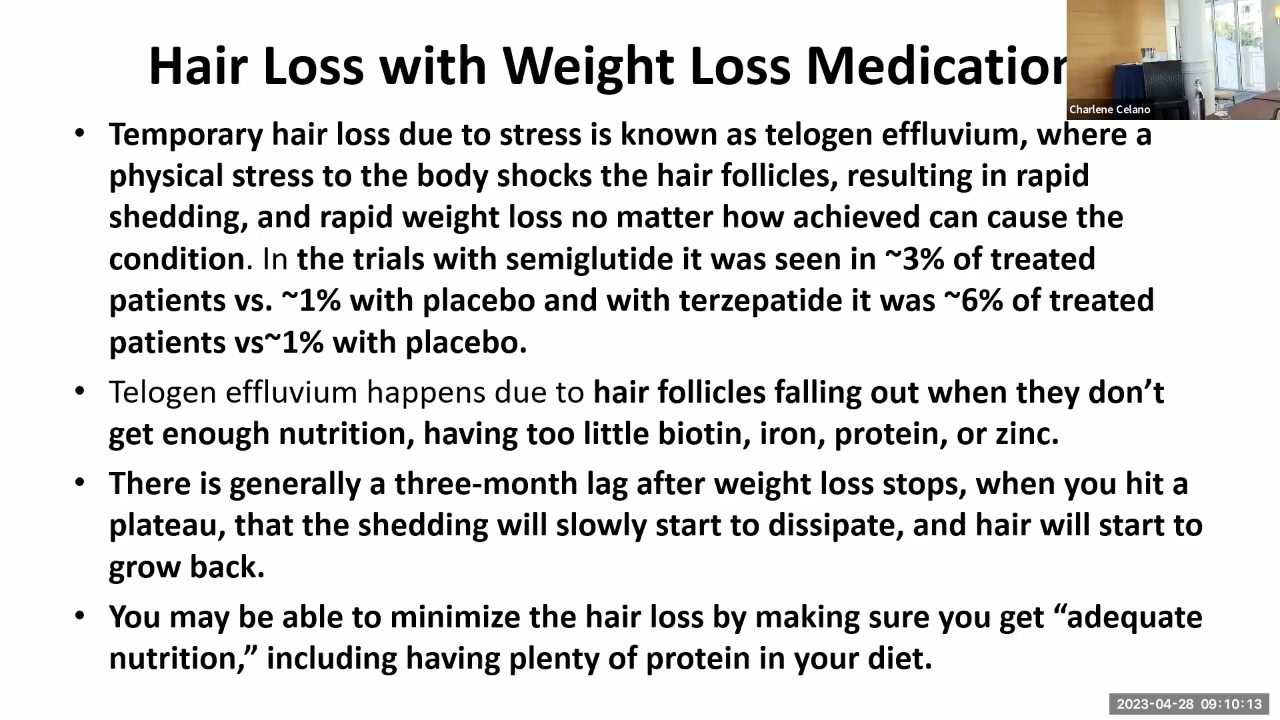 Hair Loss with Weight Loss Medication
Charlene Celano
• Temporary hair loss due to stress is known as telogen effluvium, where a
physical stress to the body shocks the hair follicles, resulting in rapid
shedding, and rapid weight loss no matter how achieved can cause the
condition. In the trials with semiglutide it was seen in ~3% of treated
patients vs. ~1% with placebo and with terzepatide it was ~6% of treated
patients vs~1% with placebo.
• Telogen effluvium happens due to hair follicles falling out when they don’t
get enough nutrition, having too little biotin, iron, protein, or zinc.
• There is generally a three-month lag after weight loss stops, when you hit a
plateau, that the shedding will slowly start to dissipate, and hair will start to
grow back.
• You may be able to minimize the hair loss by making sure you get “adequate
nutrition,” including having plenty of protein in your diet.
2023-04-28 09:10:13